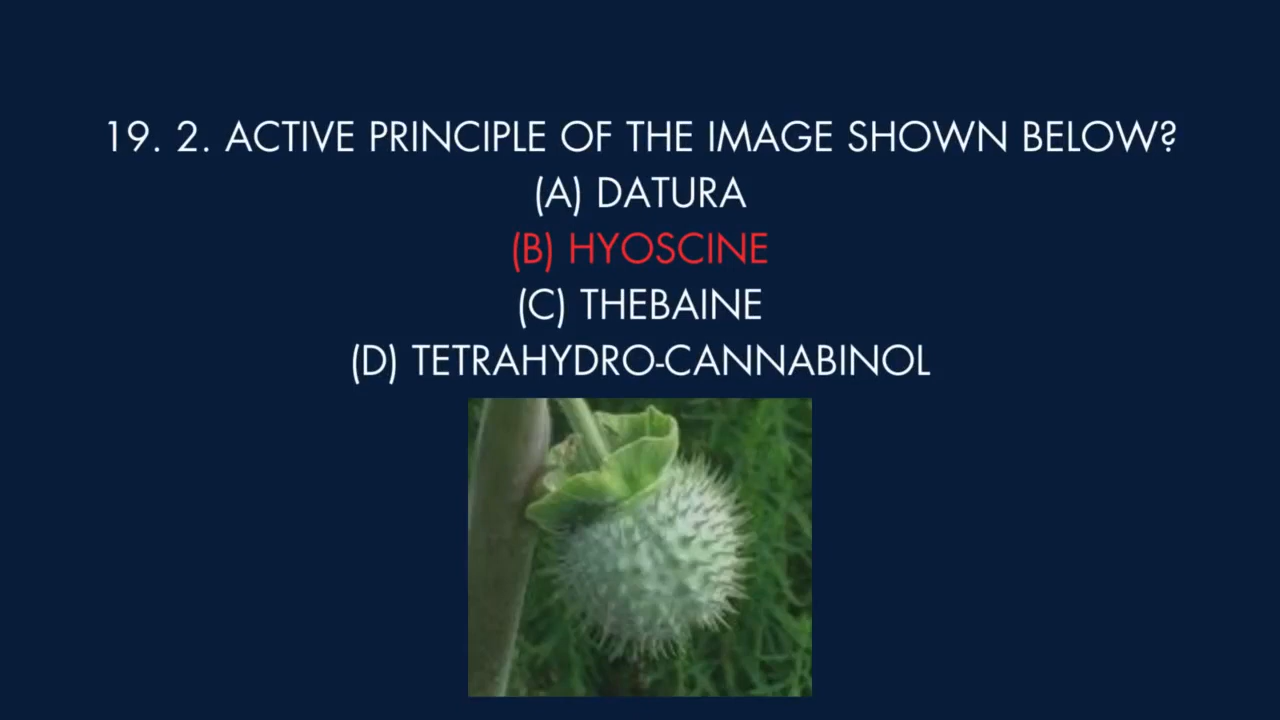 19. 2. ACTIVE PRINCIPLE OF THE IMAGE SHOWN BELOW?
(A) DATURA
(B) HYOSCINE
(C) THEBAINE
(D) TETRAHYDRO-CANNABINOL